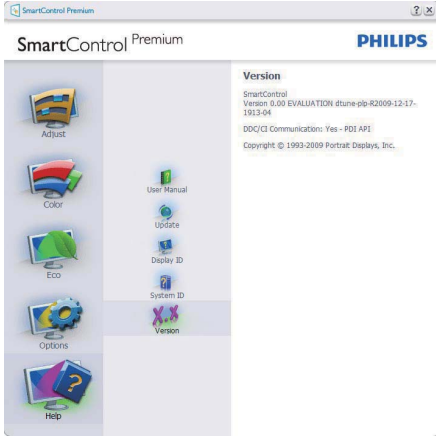 SmartControl Premium
SmartControl Premium
PHILIPS
Adjust
Color
Eco
Options
Help
User Manual
Update
Display ID
System ID
X.X
Version
Version
SmartControl
Version 0.00 EVALUATION dtune-plp-R2009-12-17-
1913-04
DDC/CI Communication: Yes - PDI API
Copyright © 1993-2009 Portrait Displays, Inc.